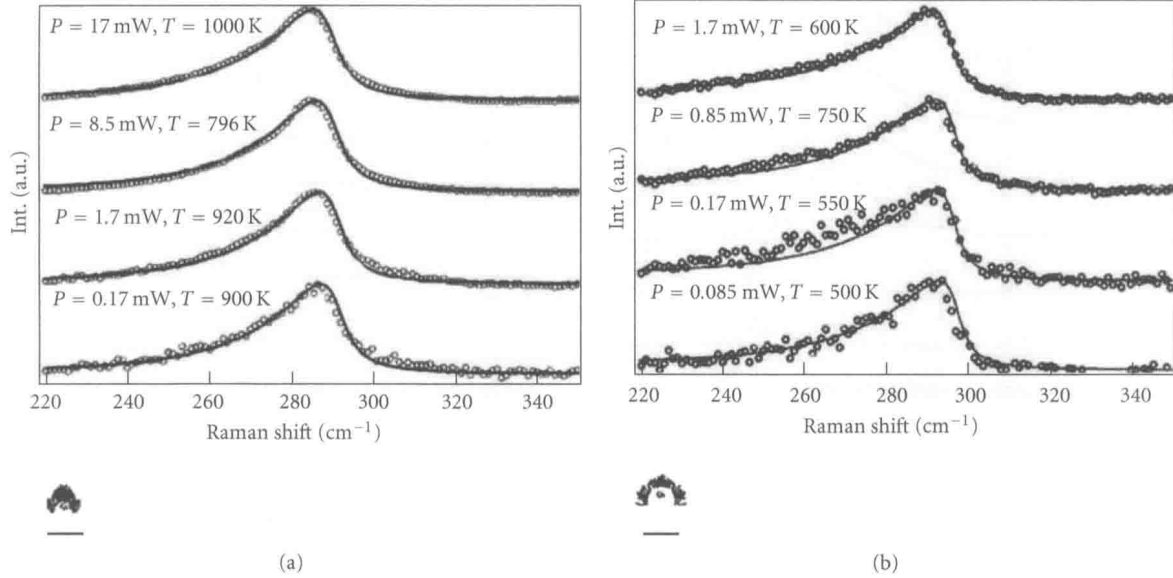 P = 17 mW, T = 1000 K
P = 8.5 mW, T = 796 K
P = 1.7 mW, T = 920 K
P = 0.17 mW, T = 900 K
Int. (a.u.)
220 240 260 280 300 320 340
Raman shift (cm⁻¹)
(a)
P = 1.7 mW, T = 600 K
P = 0.85 mW, T = 750 K
P = 0.17 mW, T = 550 K
P = 0.085 mW, T = 500 K
Int. (a.u.)
220 240 260 280 300 320 340
Raman shift (cm⁻¹)
(b)